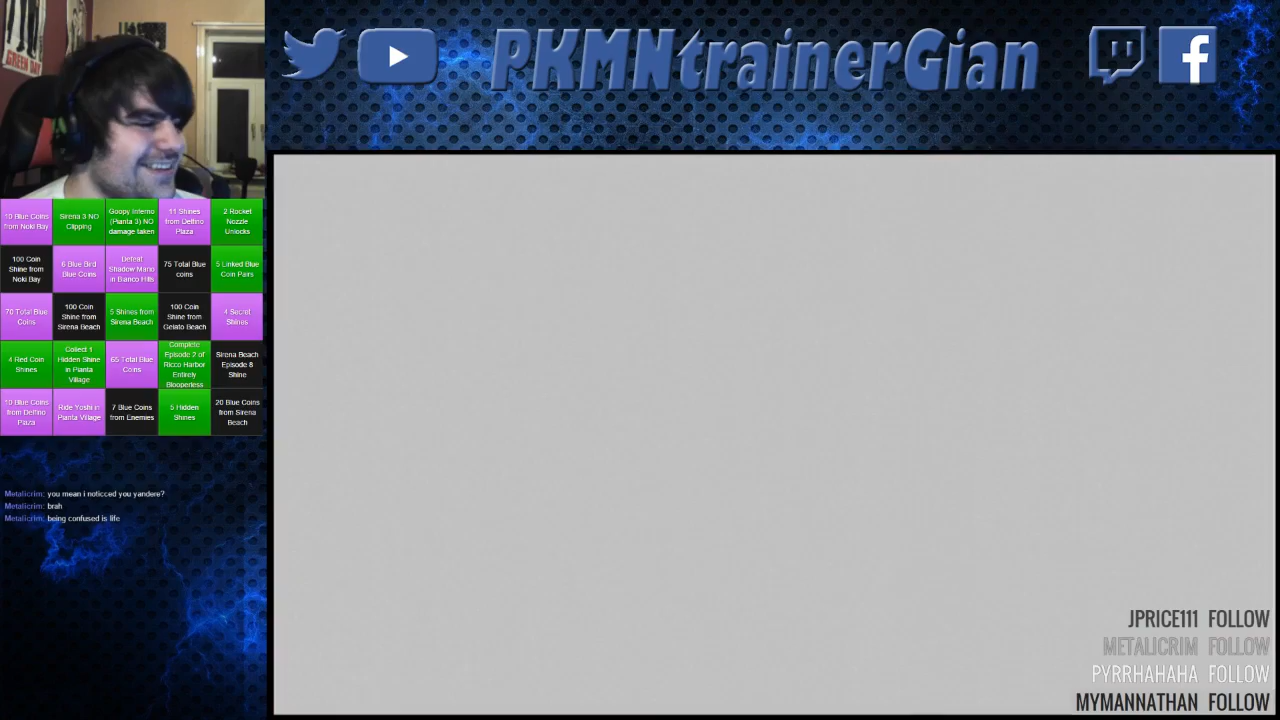 GREEN DAY
PKMNtrainerGian
10 Blue Coins
from Noki Bay
Sirena 3 NO
Clipping
Goopy Inferno
(Pianta 3) NO
damage taken
11 Shines
from Delfino
Plaza
2 Rocket
Nozzle
Unlocks
100 Coin
Shine from
Noki Bay
6 Blue Bird
Blue Coins
Defeat
Shadow Mario
in Bianco Hills
75 Total Blue
coins
5 Linked Blue
Coin Pairs
70 Total Blue
Coins
100 Coin
Shine from
Sirena Beach
5 Shines from
Sirena Beach
100 Coin
Shine from
Gelato Beach
4 Secret
Shines
4 Red Coin
Shines
Collect 1
Hidden Shine
in Pianta
Village
65 Total Blue
Coins
Complete
Episode 2 of
Ricco Harbor
Entirely
Blooperless
Sirena Beach
Episode 8
Shine
10 Blue Coins
from Delfino
Plaza
Ride Yoshi in
Pianta Village
7 Blue Coins
from Enemies
5 Hidden
Shines
20 Blue Coins
from Sirena
Beach
Metalicrim: you mean i noticced you yandere?
Metalicrim: brah
Metalicrim: being confused is life
JPRICE111 FOLLOW
METALICRIM FOLLOW
PYRRHAHAHA FOLLOW
MYMANNATHAN FOLLOW